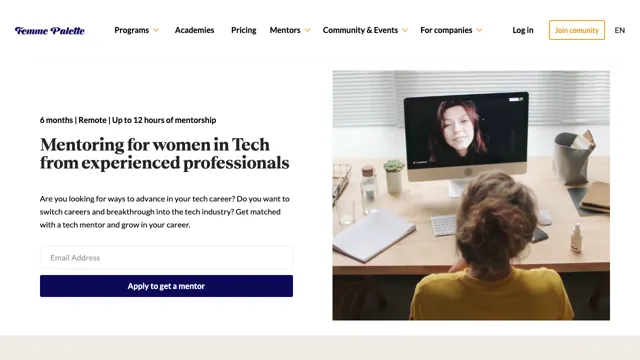 Femme Palette
Programs
Academies
Pricing
Mentors
Community & Events
For companies
Log in
Join comunity
EN
6 months | Remote | Up to 12 hours of mentorship
Mentoring for women in Tech
from experienced professionals
Are you looking for ways to advance in your tech career? Do you want to
switch careers and breakthrough into the tech industry? Get matched
with a tech mentor and grow in your career.
Email Address
Apply to get a mentor